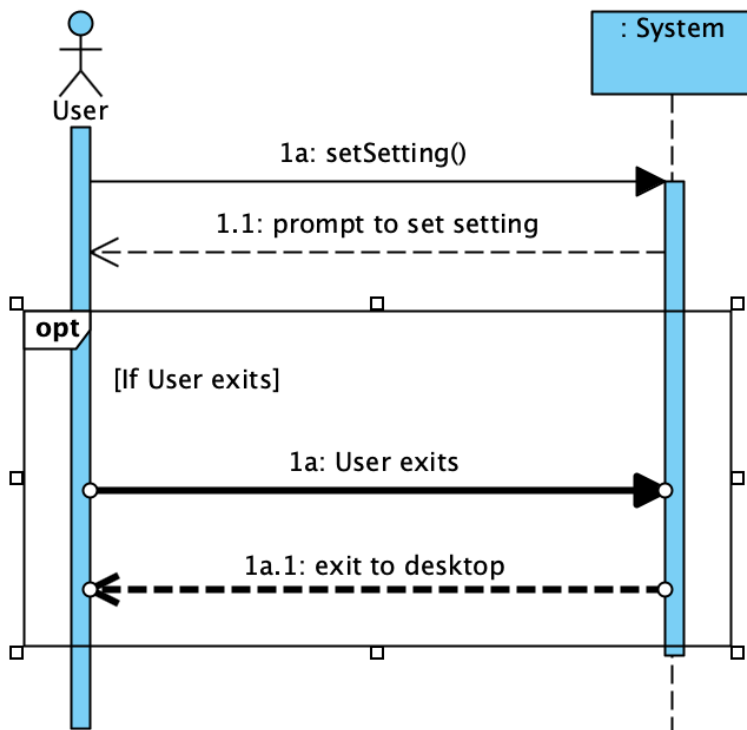 : System
User
1a: setSetting()
1.1: prompt to set setting
opt
[If User exits]
1a: User exits
1a.1: exit to desktop